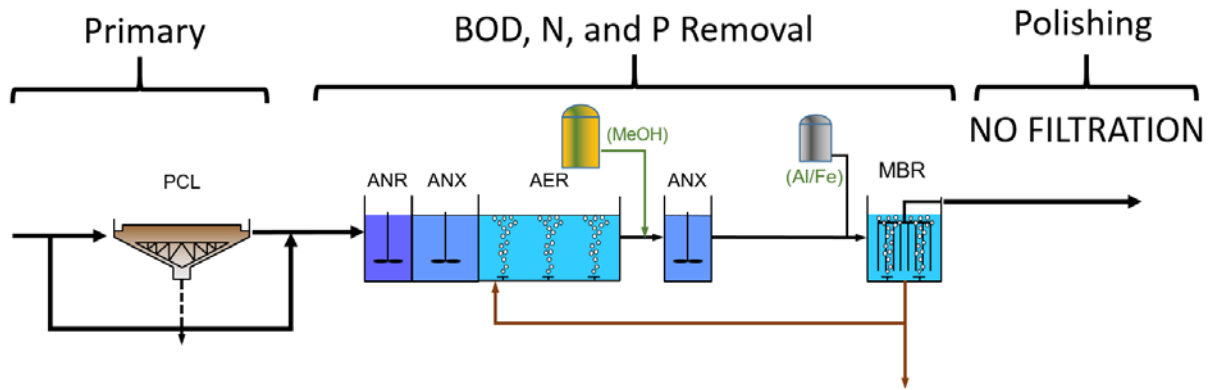 Primary
BOD, N, and P Removal
Polishing
NO FILTRATION
(MeOH)
(Al/Fe)
PCL
ANR
ANX
AER
ANX
MBR